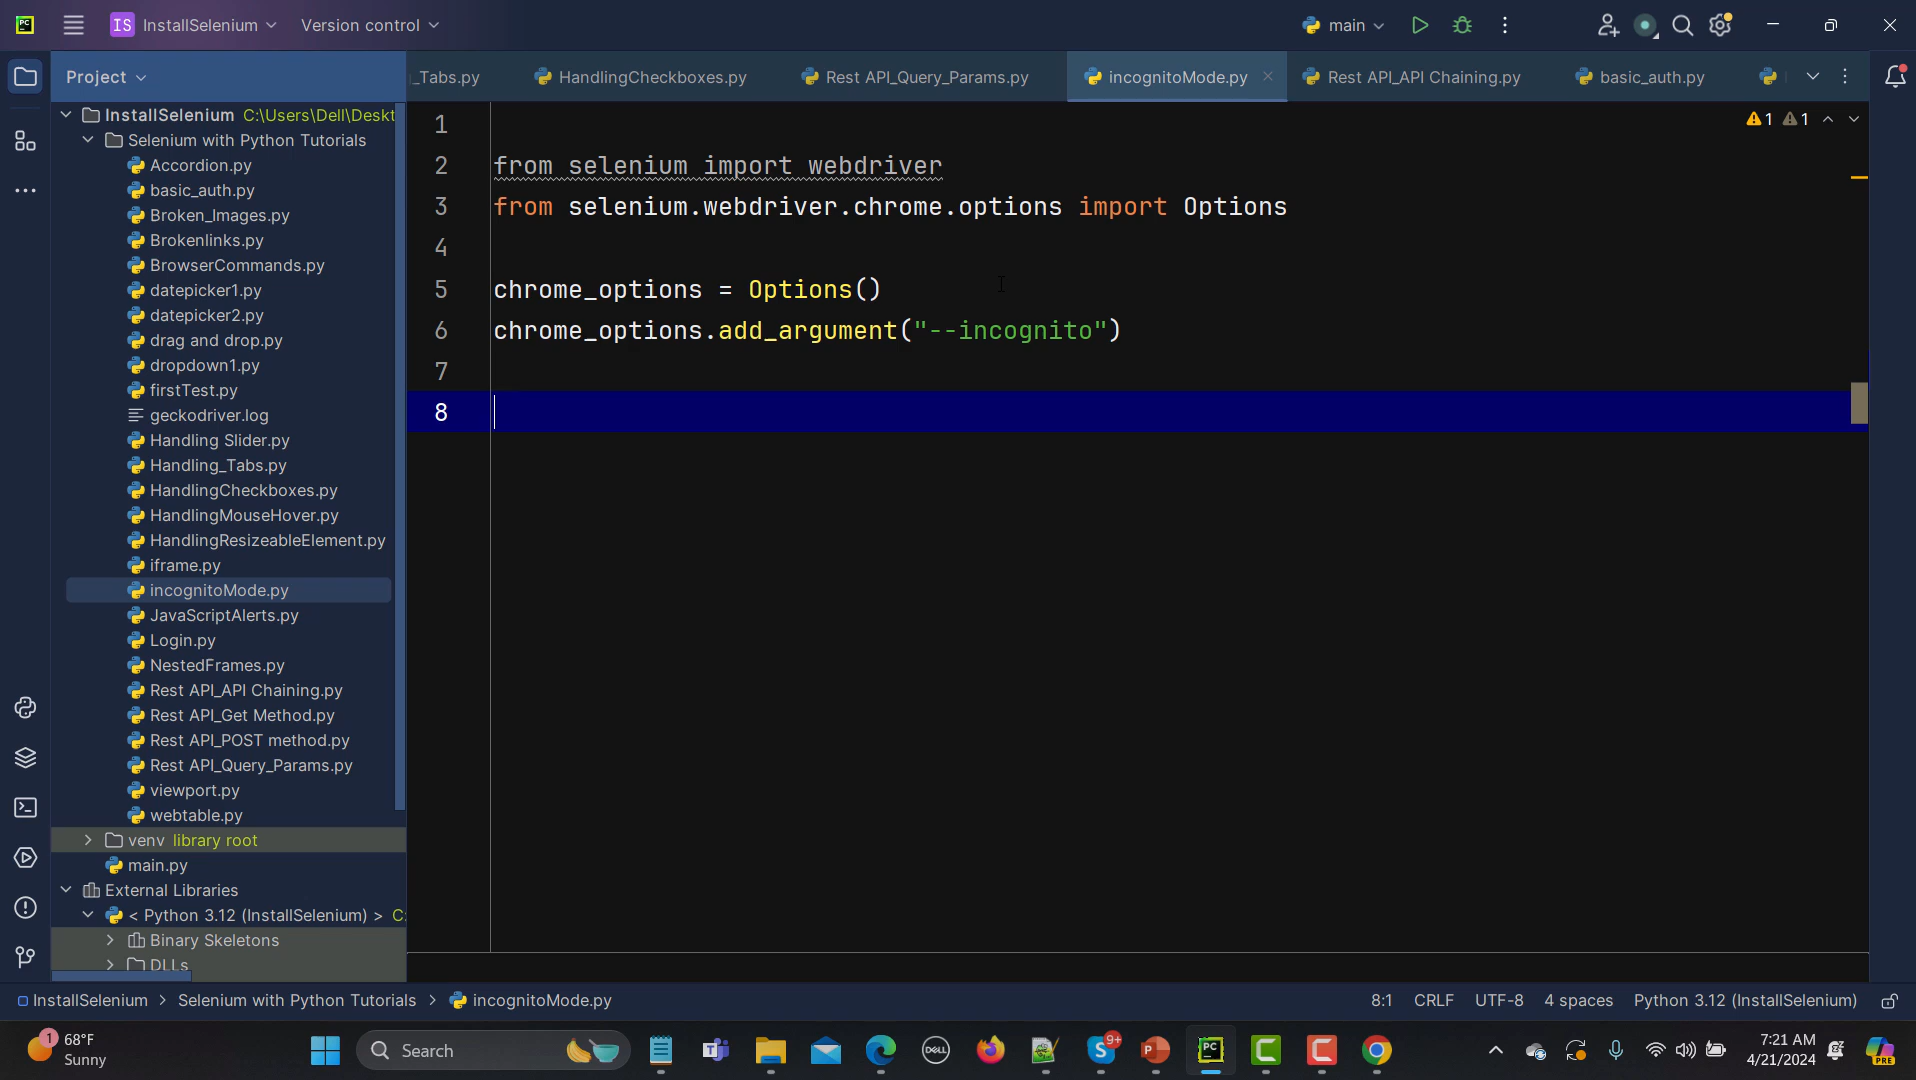 PC
IS InstallSelenium
Version control
main
Project
_Tabs.py
HandlingCheckboxes.py
Rest API_Query_Params.py
incognitoMode.py
Rest API_API Chaining.py
basic_auth.py
InstallSelenium C:\Users\Dell\Deskt
Selenium with Python Tutorials
Accordion.py
basic_auth.py
Broken_Images.py
Brokenlinks.py
BrowserCommands.py
datepicker1.py
datepicker2.py
drag and drop.py
dropdown1.py
firstTest.py
geckodriver.log
Handling Slider.py
Handling_Tabs.py
HandlingCheckboxes.py
HandlingMouseHover.py
HandlingResizeableElement.py
iframe.py
incognitoMode.py
JavaScriptAlerts.py
Login.py
NestedFrames.py
Rest API_API Chaining.py
Rest API_Get Method.py
Rest API_POST method.py
Rest API_Query_Params.py
viewport.py
webtable.py
venv library root
main.py
External Libraries
< Python 3.12 (InstallSelenium) > C:
Binary Skeletons
DLLs
1
2 from selenium import webdriver
3 from selenium.webdriver.chrome.options import Options
4
5 chrome_options = Options()
6 chrome_options.add_argument("--incognito")
7
8
1 1
InstallSelenium > Selenium with Python Tutorials > incognitoMode.py
8:1 CRLF UTF-8 4 spaces Python 3.12 (InstallSelenium)
1 68°F
Sunny
Search
DELL
9+
PC
7:21 AM
4/21/2024
PRE